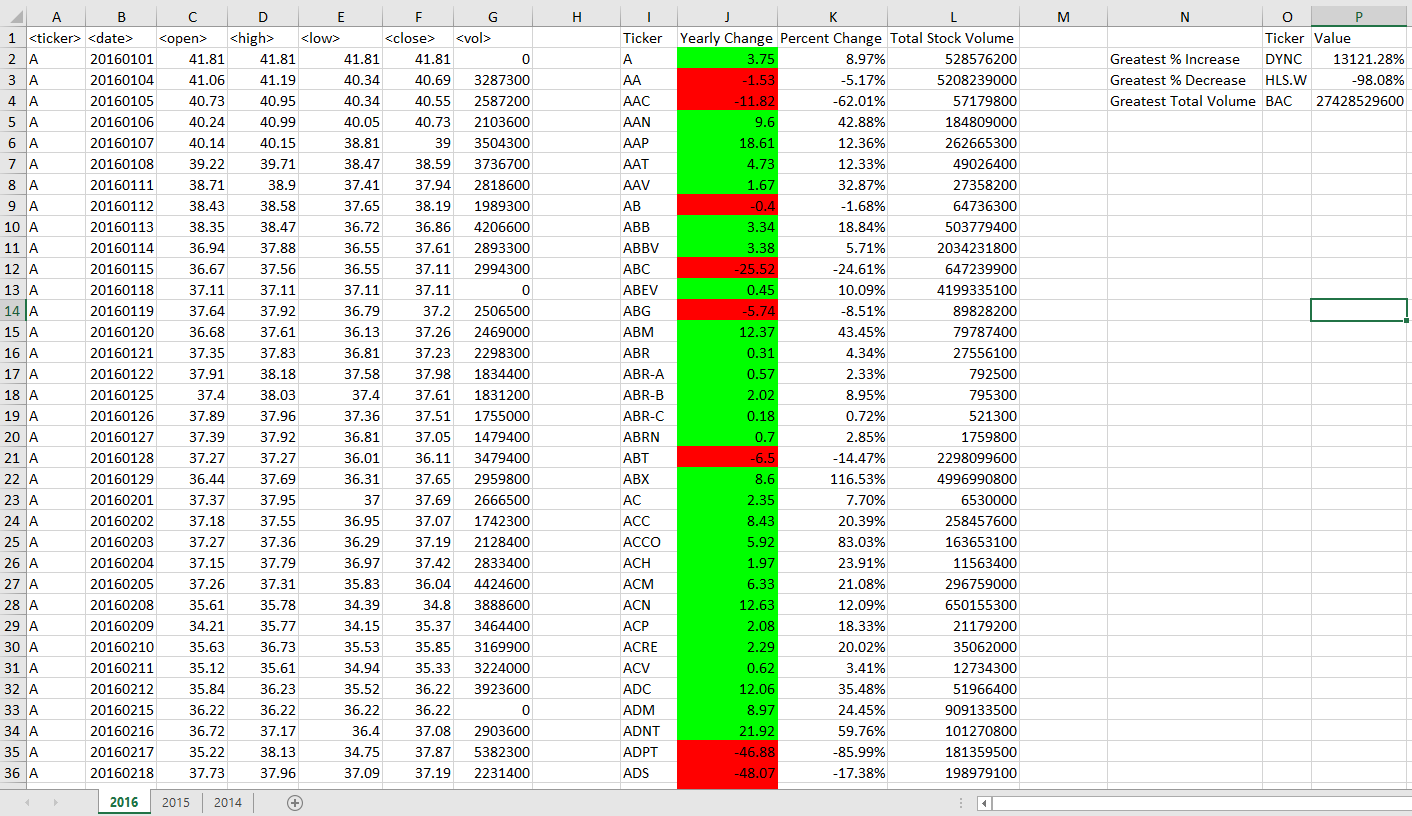 A B C D E F G H I J K L M N O P
1 <ticker> <date> <open> <high> <low> <close> <vol> Ticker Yearly Change Percent Change Total Stock Volume Ticker Value
2 A 20160101 41.81 41.81 41.81 41.81 0 A 3.75 8.97% 528576200 Greatest % Increase DYNC 13121.28%
3 A 20160104 41.06 41.19 40.34 40.69 3287300 AA -1.53 -5.17% 5208239000 Greatest % Decrease HLS.W -98.08%
4 A 20160105 40.73 40.95 40.34 40.55 2587200 AAC -11.82 -62.01% 57179800 Greatest Total Volume BAC 27428529600
5 A 20160106 40.24 40.99 40.05 40.73 2103600 AAN 9.6 42.88% 184809000
6 A 20160107 40.14 40.15 38.81 39 3504300 AAP 18.61 12.36% 262665300
7 A 20160108 39.22 39.71 38.47 38.59 3736700 AAT 4.73 12.33% 49026400
8 A 20160111 38.71 38.9 37.41 37.94 2818600 AAV 1.67 32.87% 27358200
9 A 20160112 38.43 38.58 37.65 38.19 1989300 AB -0.4 -1.68% 64736300
10 A 20160113 38.35 38.47 36.72 36.86 4206600 ABB 3.34 18.84% 503779400
11 A 20160114 36.94 37.88 36.55 37.61 2893300 ABBV 3.38 5.71% 2034231800
12 A 20160115 36.67 37.56 36.55 37.11 2994300 ABC -25.52 -24.61% 647239900
13 A 20160118 37.11 37.11 37.11 37.11 0 ABEV 0.45 10.09% 4199335100
14 A 20160119 37.64 37.92 36.79 37.2 2506500 ABG -5.74 -8.51% 89828200
15 A 20160120 36.68 37.61 36.13 37.26 2469000 ABM 12.37 43.45% 79787400
16 A 20160121 37.35 37.83 36.81 37.23 2298300 ABR 0.31 4.34% 27556100
17 A 20160122 37.91 38.18 37.58 37.98 1834400 ABR-A 0.57 2.33% 792500
18 A 20160125 37.4 38.03 37.4 37.61 1831200 ABR-B 2.02 8.95% 795300
19 A 20160126 37.89 37.96 37.36 37.51 1755000 ABR-C 0.18 0.72% 521300
20 A 20160127 37.39 37.92 36.81 37.05 1479400 ABRN 0.7 2.85% 1759800
21 A 20160128 37.27 37.27 36.01 36.11 3479400 ABT -6.5 -14.47% 2298099600
22 A 20160129 36.44 37.69 36.31 37.65 2959800 ABX 8.6 116.53% 4996990800
23 A 20160201 37.37 37.95 37 37.69 2666500 AC 2.35 7.70% 6530000
24 A 20160202 37.18 37.55 36.95 37.07 1742300 ACC 8.43 20.39% 258457600
25 A 20160203 37.27 37.36 36.29 37.19 2128400 ACCO 5.92 83.03% 163653100
26 A 20160204 37.15 37.79 36.97 37.42 2833400 ACH 1.97 23.91% 11563400
27 A 20160205 37.26 37.31 35.83 36.04 4424600 ACM 6.33 21.08% 296759000
28 A 20160208 35.61 35.78 34.39 34.8 3888600 ACN 12.63 12.09% 650155300
29 A 20160209 34.21 35.77 34.15 35.37 3464400 ACP 2.08 18.33% 21179200
30 A 20160210 35.63 36.73 35.53 35.85 3169900 ACRE 2.29 20.02% 35062000
31 A 20160211 35.12 35.61 34.94 35.33 3224000 ACV 0.62 3.41% 12734300
32 A 20160212 35.84 36.23 35.52 36.22 3923600 ADC 12.06 35.48% 51966400
33 A 20160215 36.22 36.22 36.22 36.22 0 ADM 8.97 24.45% 909133500
34 A 20160216 36.72 37.17 36.4 37.08 2903600 ADNT 21.92 59.76% 101270800
35 A 20160217 35.22 38.13 34.75 37.87 5382300 ADPT -46.88 -85.99% 181359500
36 A 20160218 37.73 37.96 37.09 37.19 2231400 ADS -48.07 -17.38% 198979100
2016 2015 2014